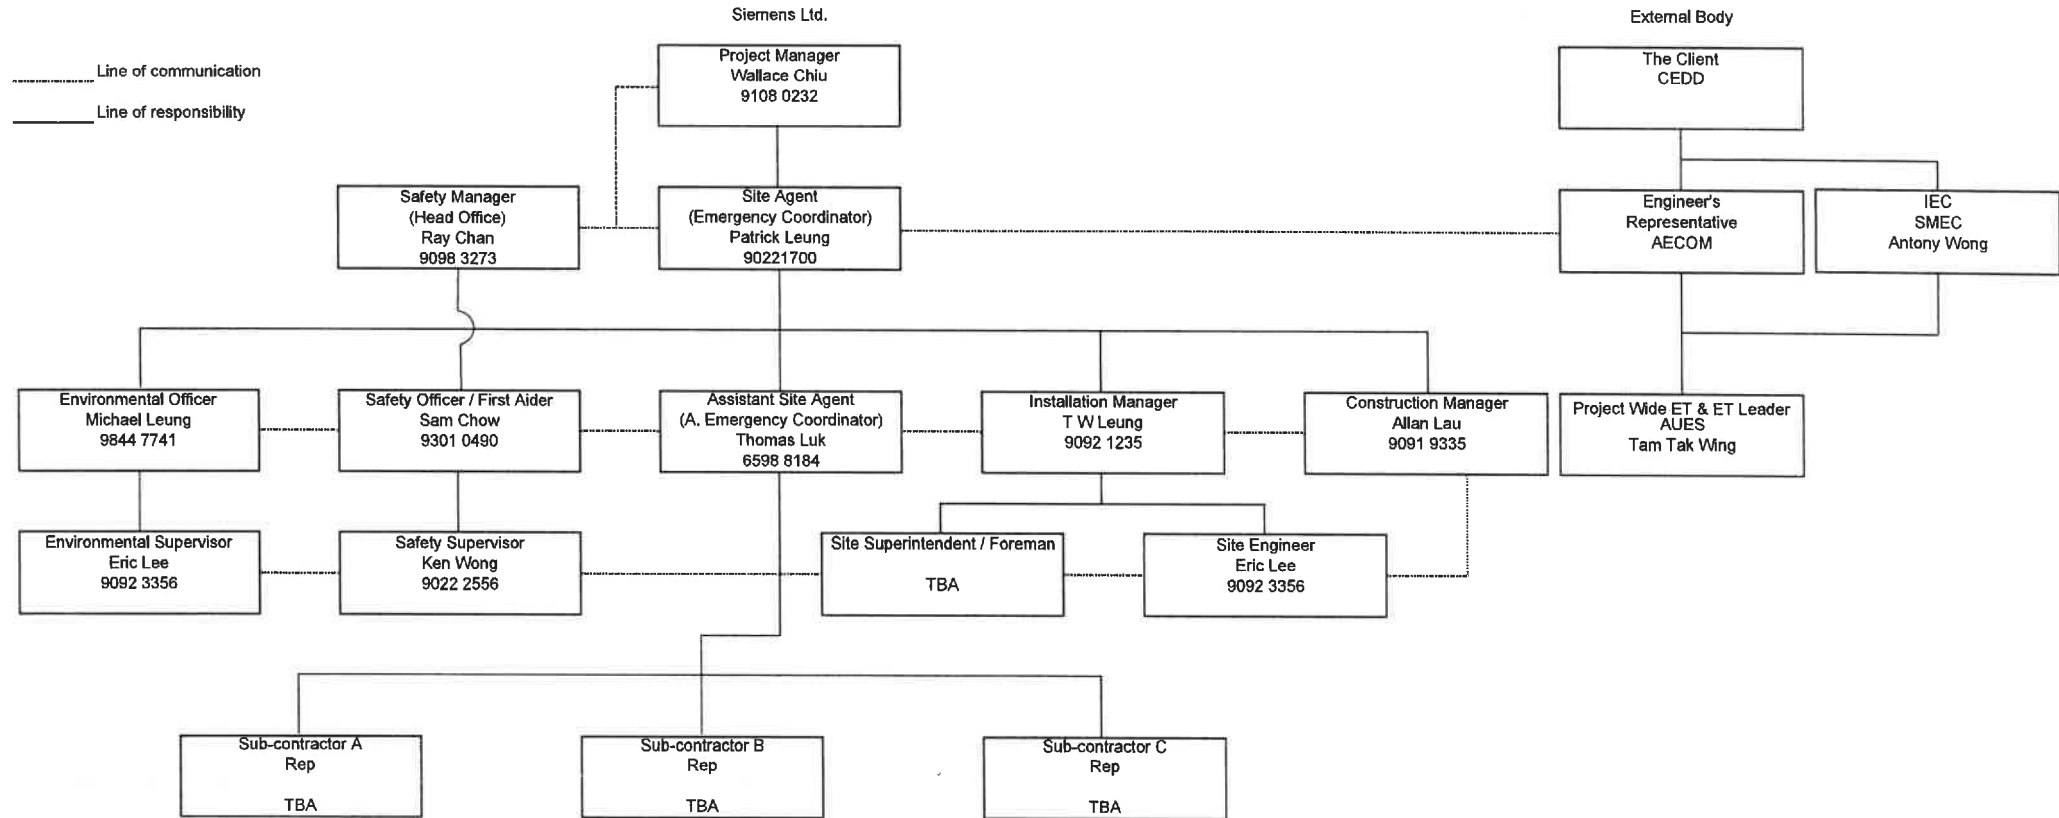 Siemens Ltd.
External Body
Line of communication
Line of responsibility
Project Manager
Wallace Chiu
9108 0232
The Client
CEDD
Safety Manager
(Head Office)
Ray Chan
9098 3273
Site Agent
(Emergency Coordinator)
Patrick Leung
90221700
Engineer's
Representative
AECOM
IEC
SMEC
Antony Wong
Environmental Officer
Michael Leung
9844 7741
Safety Officer / First Aider
Sam Chow
9301 0490
Assistant Site Agent
(A. Emergency Coordinator)
Thomas Luk
6598 8184
Installation Manager
T W Leung
9092 1235
Construction Manager
Allan Lau
9091 9335
Project Wide ET & ET Leader
AUES
Tam Tak Wing
Environmental Supervisor
Eric Lee
9092 3356
Safety Supervisor
Ken Wong
9022 2556
Site Superintendent / Foreman
TBA
Site Engineer
Eric Lee
9092 3356
Sub-contractor A
Rep
TBA
Sub-contractor B
Rep
TBA
Sub-contractor C
Rep
TBA